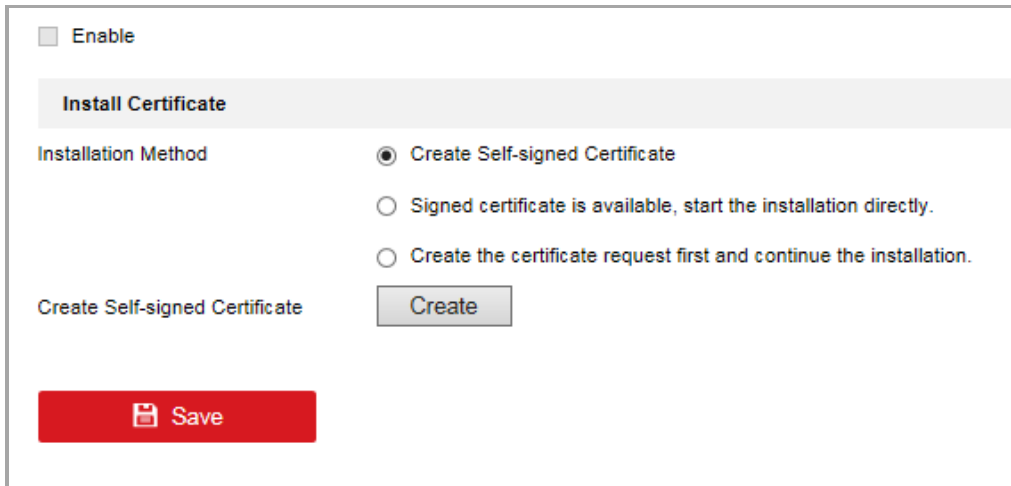 Enable
Install Certificate
Installation Method
Create Self-signed Certificate
Signed certificate is available, start the installation directly.
Create the certificate request first and continue the installation.
Create Self-signed Certificate
Create
Save